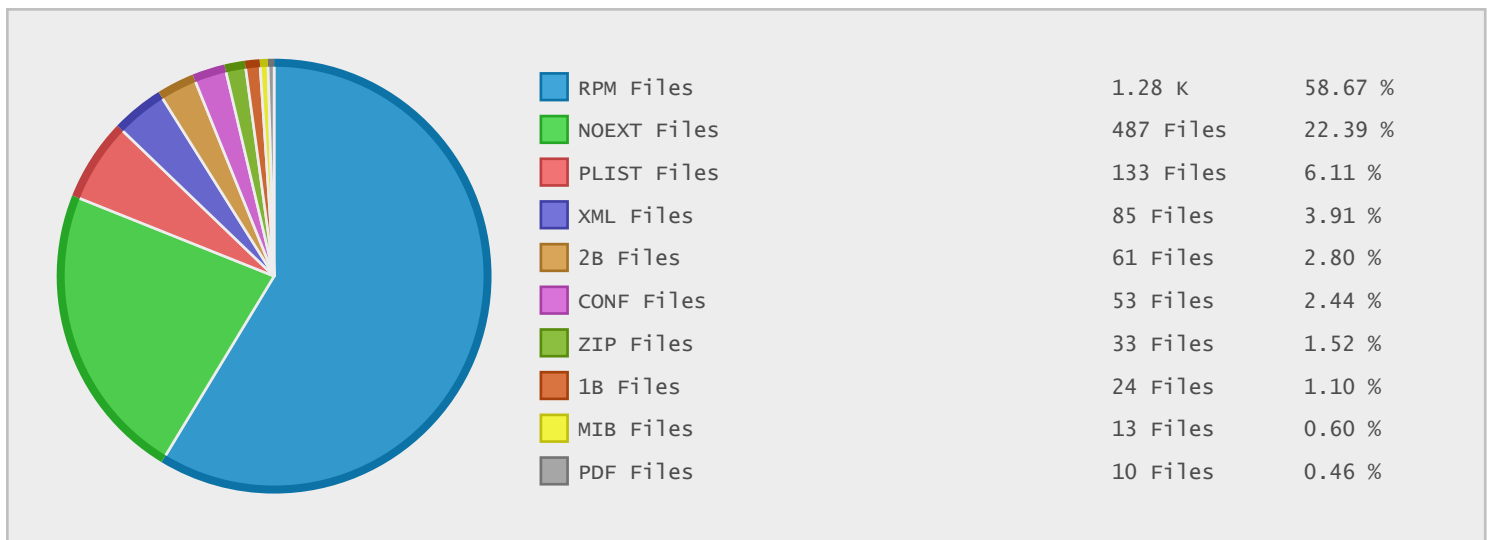 RPM Files 1.28 K 58.67 %
NOEXT Files 487 Files 22.39 %
PLIST Files 133 Files 6.11 %
XML Files 85 Files 3.91 %
2B Files 61 Files 2.80 %
CONF Files 53 Files 2.44 %
ZIP Files 33 Files 1.52 %
1B Files 24 Files 1.10 %
MIB Files 13 Files 0.60 %
PDF Files 10 Files 0.46 %